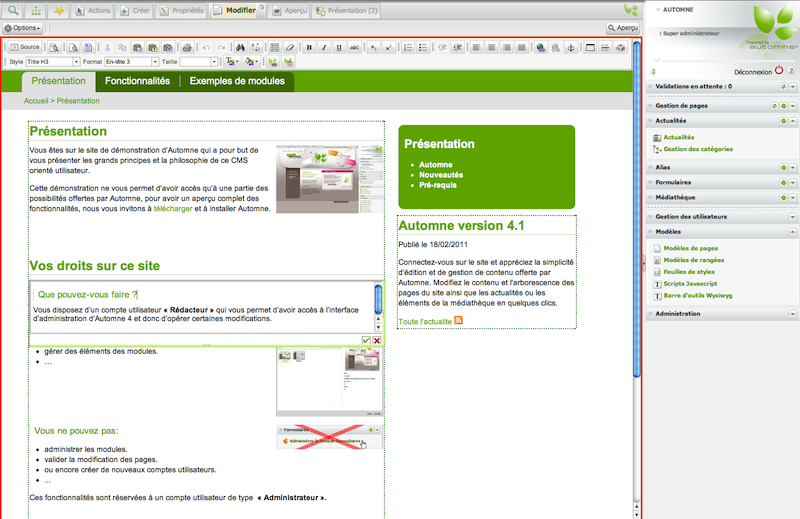 Actions
Créer
Propriétés
Modifier
Aperçu
Présentation (3)
Options
Aperçu
Source
Style Title H3 Format En-tête 3 Taille
Présentation Fonctionnalités Exemples de modules
Accueil > Présentation
Présentation
Vous êtes sur le site de démonstration d'Automne qui a pour but de
vous présenter les grands principes et la philosophie de ce CMS
orienté utilisateur.
Cette démonstration ne vous permet d'avoir accès qu'à une partie des
possibilités offertes par Automne, pour avoir un aperçu complet des
fonctionnalités, nous vous invitons à télécharger et à installer Automne.
Vos droits sur ce site
Que pouvez-vous faire ?
Vous disposez d'un compte utilisateur « Rédacteur » qui vous permet d'avoir accès à l'interface
d'administration d'Automne 4 et donc d'opérer certaines modifications.
gérer des éléments des modules.
...
Vous ne pouvez pas:
administrer les modules.
valider la modification des pages.
ou encore créer de nouveaux comptes utilisateurs.
...
Formulaires
Ces fonctionalités sont réservées à un compte utilisateur de type « Administrateur ».
Présentation
Automne
Nouveautés
Pré-requis
Automne version 4.1
Publié le 18/02/2011
Connectez-vous sur le site et appréciez la simplicité
d'édition et de gestion de contenu offerte par
Automne. Modifiez le contenu et l'arborescence des
pages du site ainsi que les actualités ou les
éléments de la médiathèque en quelques clics.
Toute l'actualite
AUTOMNE
Super administrateur
Powered by
automne
Déconnexion
Validations en attente : 0
Gestion de pages
Actualités
Actualités
Gestion des catégories
Alias
Formulaires
Médiathèque
Gestion des utilisateurs
Modèles
Modèles de pages
Modèles de rangées
Feuilles de styles
Scripts Javascript
Barre d'outils Wysiwyg
Administration